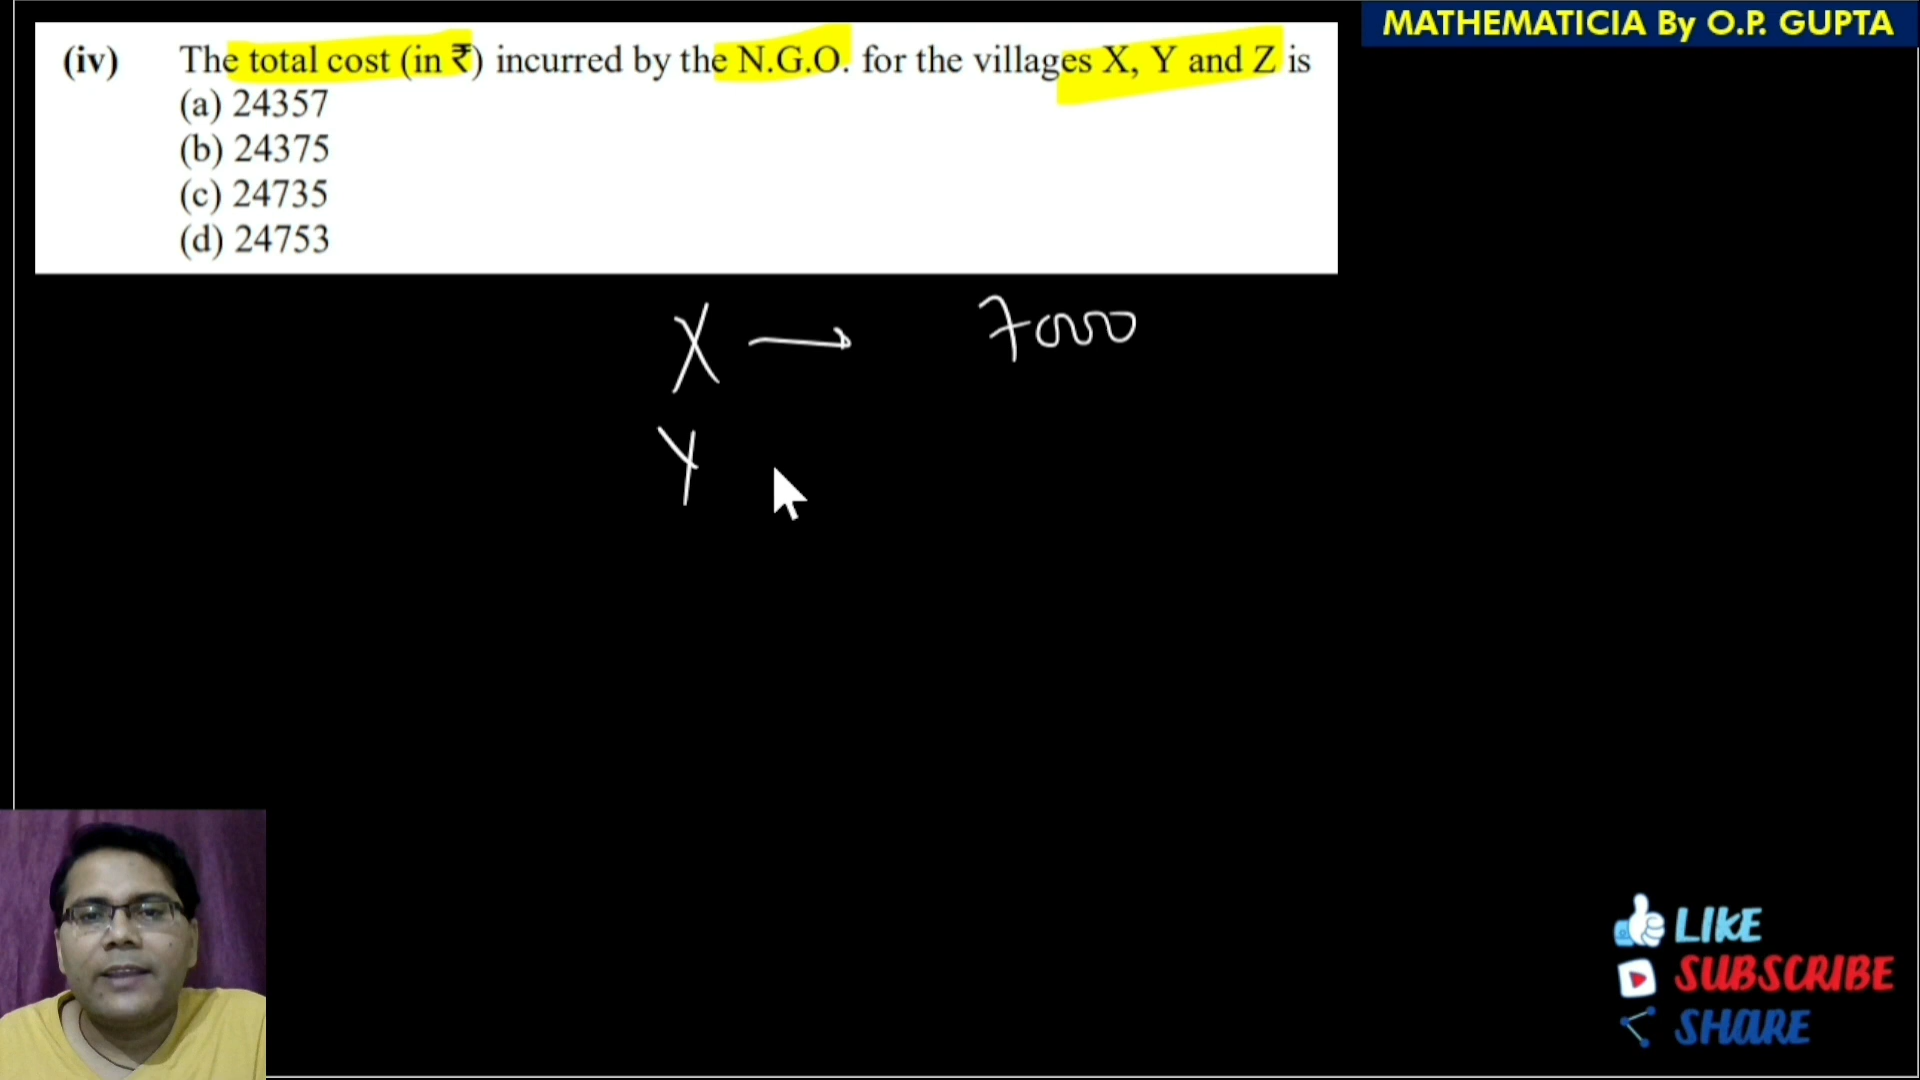 MATHEMATICIA By O.P. GUPTA
(iv) The total cost (in ₹) incurred by the N.G.O. for the villages X, Y and Z is
(a) 24357
(b) 24375
(c) 24735
(d) 24753
X → 7000
Y
LIKE
SUBSCRIBE
SHARE